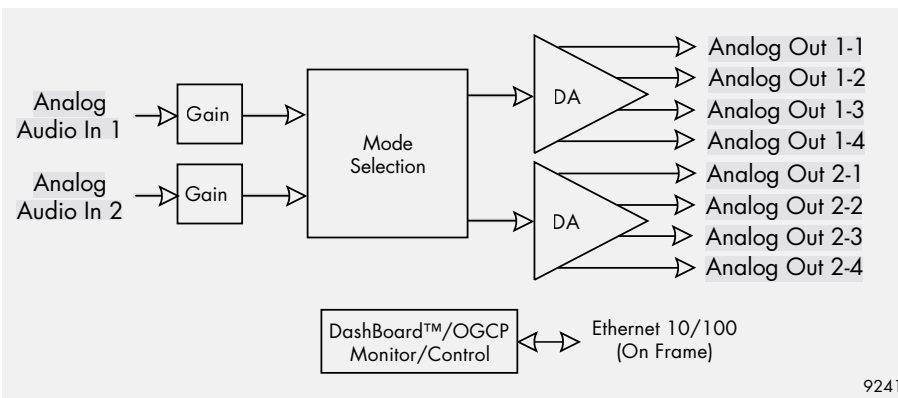 Analog
Audio In 1
Gain
Analog
Audio In 2
Gain
Mode
Selection
DA
DA
Analog Out 1-1
Analog Out 1-2
Analog Out 1-3
Analog Out 1-4
Analog Out 2-1
Analog Out 2-2
Analog Out 2-3
Analog Out 2-4
DashBoard™/OGCP
Monitor/Control
Ethernet 10/100
(On Frame)
9241